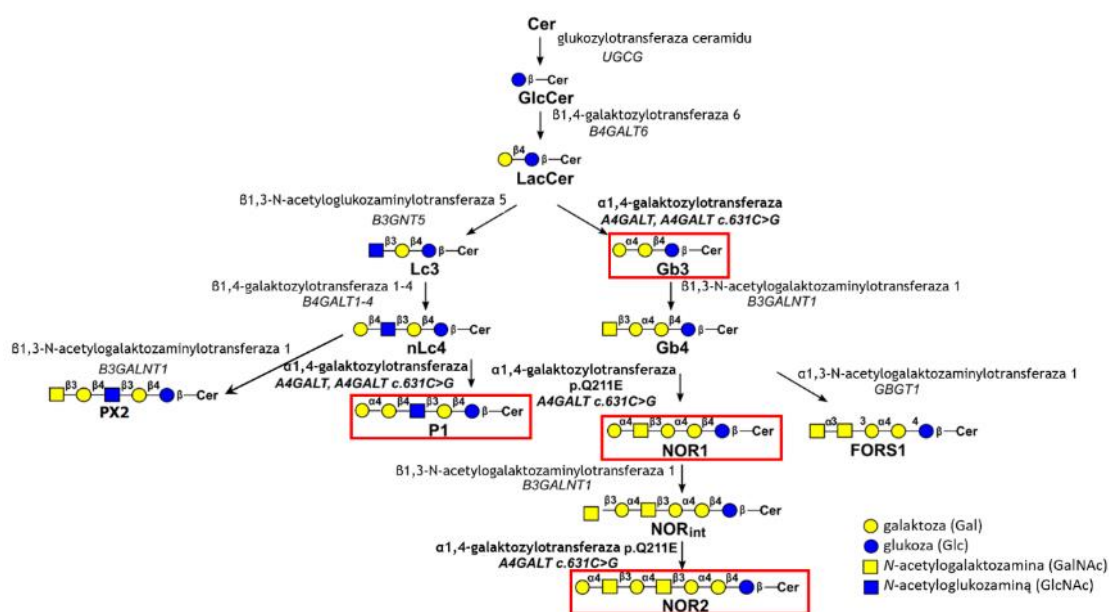 Cer
glukozylotransferaza ceramidu
UGCG
β—Cer
GlcCer
β1,4-galaktozylotransferaza 6
B4GALT6
β4 β—Cer
LacCer
β1,3-N-acetyloglukozaminylotransferaza 5
B3GNT5
α1,4-galaktozylotransferaza
A4GALT, A4GALT c.631C>G
β3 β4 β—Cer
Lc3
α4 β4 β—Cer
Gb3
β1,4-galaktozylotransferaza 1-4
B4GALT1-4
β1,3-N-acetylogalaktozaminylotransferaza 1
B3GALNT1
β4 β3 β4 β—Cer
nLc4
β3 α4 β4 β—Cer
Gb4
β1,3-N-acetylogalaktozaminylotransferaza 1
B3GALNT1
α1,4-galaktozylotransferaza
A4GALT, A4GALT c.631C>G
α1,4-galaktozylotransferaza
p.Q211E
A4GALT c.631C>G
α1,3-N-acetylogalaktozaminylotransferaza 1
GBGT1
β3 β4 β3 β4 β—Cer
PX2
α4 β4 β3 β4 β—Cer
P1
α4 β3 α4 β4 β—Cer
NOR1
α3 3 α4 4 β—Cer
FORS1
β1,3-N-acetylogalaktozaminylotransferaza 1
B3GALNT1
β3 α4 β3 α4 β4 β—Cer
NORint
α1,4-galaktozylotransferaza p.Q211E
A4GALT c.631C>G
α4 β3 α4 β3 α4 β4 β—Cer
NOR2
galaktoza (Gal)
glukoza (Glc)
N-acetylogalaktozamina (GalNAc)
N-acetyloglukozaminą (GlcNAc)